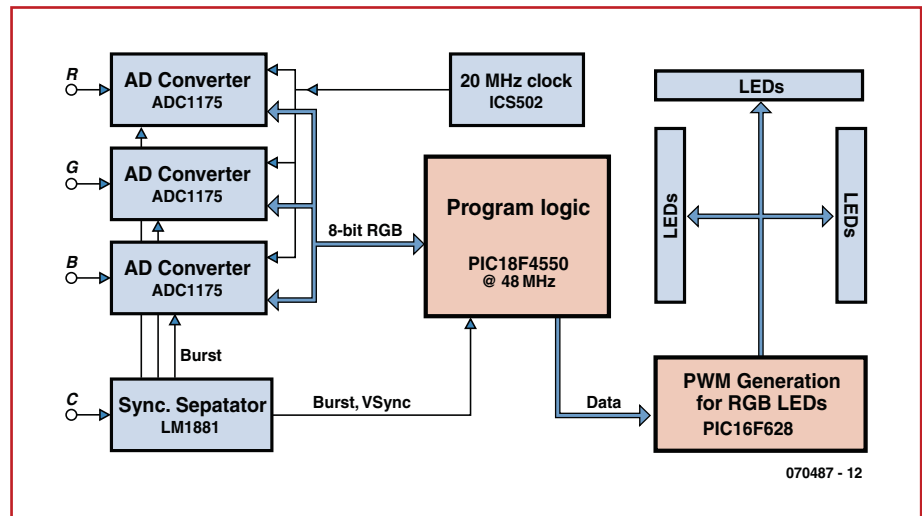 R
AD Converter
ADC1175
G
AD Converter
ADC1175
B
AD Converter
ADC1175
Burst
C
Sync. Sepatator
LM1881
20 MHz clock
ICS502
8-bit RGB
Program logic
PIC18F4550
@ 48 MHz
Burst, VSync
Data
LEDs
LEDs
LEDs
PWM Generation
for RGB LEDs
PIC16F628
070487 - 12